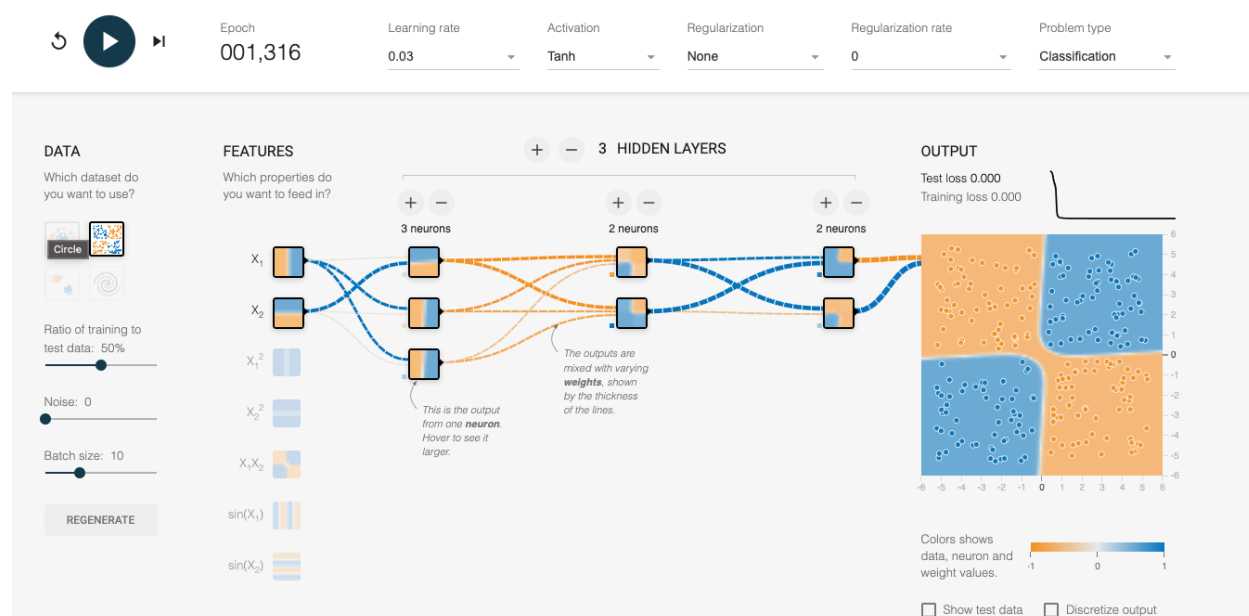 Epoch
001,316
Learning rate
0.03
Activation
Tanh
Regularization
None
Regularization rate
0
Problem type
Classification
DATA
Which dataset do
you want to use?
Circle
Ratio of training to
test data: 50%
Noise: 0
Batch size: 10
REGENERATE
FEATURES
Which properties do
you want to feed in?
X1
X2
X1²
X2²
X1X2
sin(X1)
sin(X2)
+ − 3 HIDDEN LAYERS
+ −
3 neurons
+ −
2 neurons
+ −
2 neurons
This is the output
from one neuron.
Hover to see it
larger.
The outputs are
mixed with varying
weights, shown
by the thickness
of the lines.
OUTPUT
Test loss 0.000
Training loss 0.000
6
5
4
3
2
1
0
-1
-2
-3
-4
-5
-6
-6 -5 -4 -3 -2 -1 0 1 2 3 4 5 6
Colors shows
data, neuron and
weight values.
-1 0 1
Show test data
Discretize output